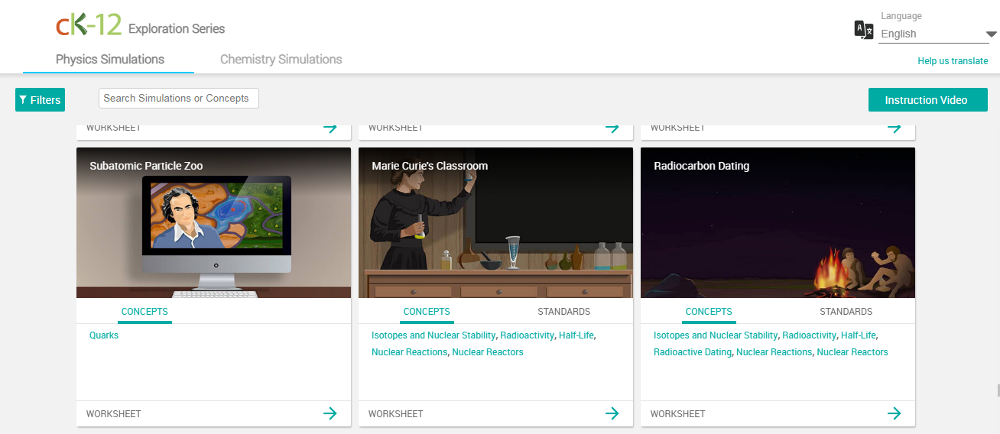 cK-12 Exploration Series
Language
English
Physics Simulations
Chemistry Simulations
Help us translate
Filters
Search Simulations or Concepts
Instruction Video
WORKSHEET
WORKSHEET
WORKSHEET
Subatomic Particle Zoo
CONCEPTS
Quarks
WORKSHEET
Marie Curie's Classroom
CONCEPTS
STANDARDS
Isotopes and Nuclear Stability, Radioactivity, Half-Life,
Nuclear Reactions, Nuclear Reactors
WORKSHEET
Radiocarbon Dating
CONCEPTS
STANDARDS
Isotopes and Nuclear Stability, Radioactivity, Half-Life,
Radioactive Dating, Nuclear Reactions, Nuclear Reactors
WORKSHEET